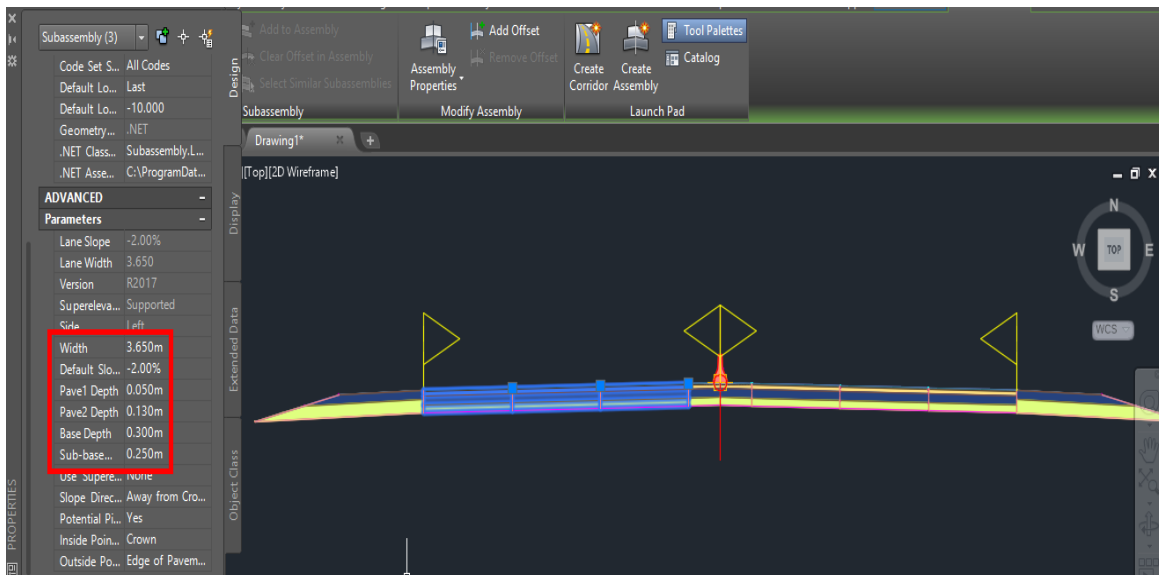 Subassembly (3)
Code Set S... All Codes
Default Lo... Last
Default Lo... -10.000
Geometry... .NET
.NET Class... Subassembly.L...
.NET Asse... C:\ProgramDat...
ADVANCED
Parameters
Lane Slope -2.00%
Lane Width 3.650
Version R2017
Supereleva... Supported
Side Left
Width 3.650m
Default Slo... -2.00%
Pave1 Depth 0.050m
Pave2 Depth 0.130m
Base Depth 0.300m
Sub-base... 0.250m
Use Supere... None
Slope Direc... Away from Cro...
Potential Pi... Yes
Inside Poin... Crown
Outside Po... Edge of Pavem...
PROPERTIES
Design
Display
Extended Data
Object Class
Add to Assembly
Clear Offset in Assembly
Select Similar Subassemblies
Subassembly
Assembly Properties
Add Offset
Remove Offset
Modify Assembly
Create Corridor
Create Assembly
Tool Palettes
Catalog
Launch Pad
Drawing1*
][Top][2D Wireframe]
N
W TOP E
S
WCS